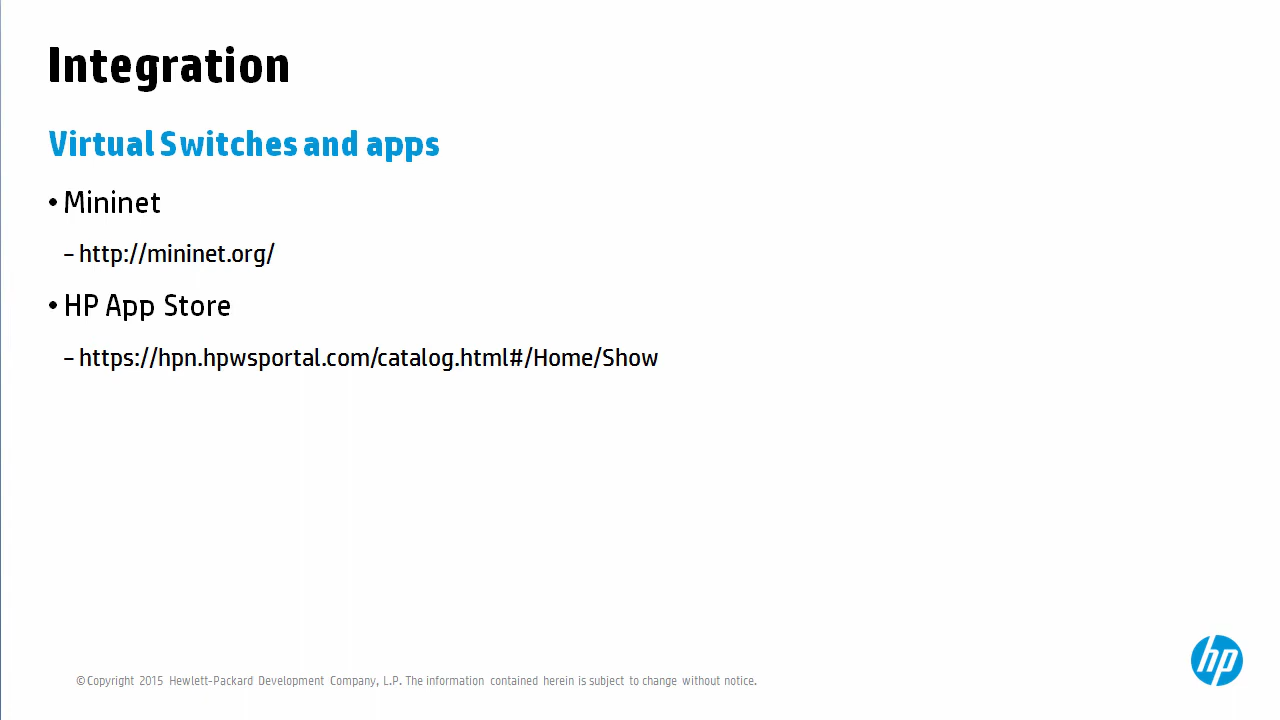 Integration
Virtual Switches and apps
• Mininet
– http://mininet.org/
• HP App Store
– https://hpn.hpwsportal.com/catalog.html#/Home/Show
hp
© Copyright 2015 Hewlett-Packard Development Company, L.P. The information contained herein is subject to change without notice.